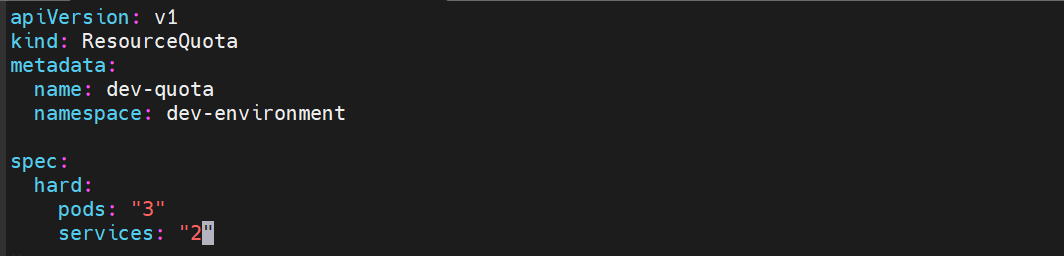 apiVersion: v1
kind: ResourceQuota
metadata:
  name: dev-quota
  namespace: dev-environment

spec:
  hard:
    pods: "3"
    services: "2"